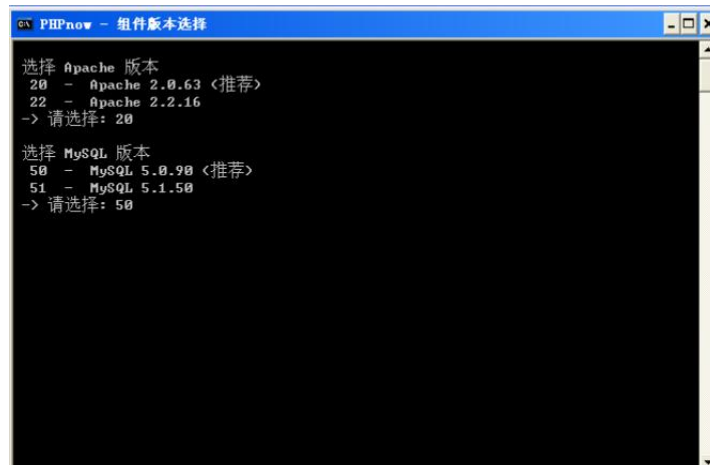 PHPnow - 组件版本选择
选择 Apache 版本
20 - Apache 2.0.63 <推荐>
22 - Apache 2.2.16
-> 请选择: 20
选择 MySQL 版本
50 - MySQL 5.0.90 <推荐>
51 - MySQL 5.1.50
-> 请选择: 50